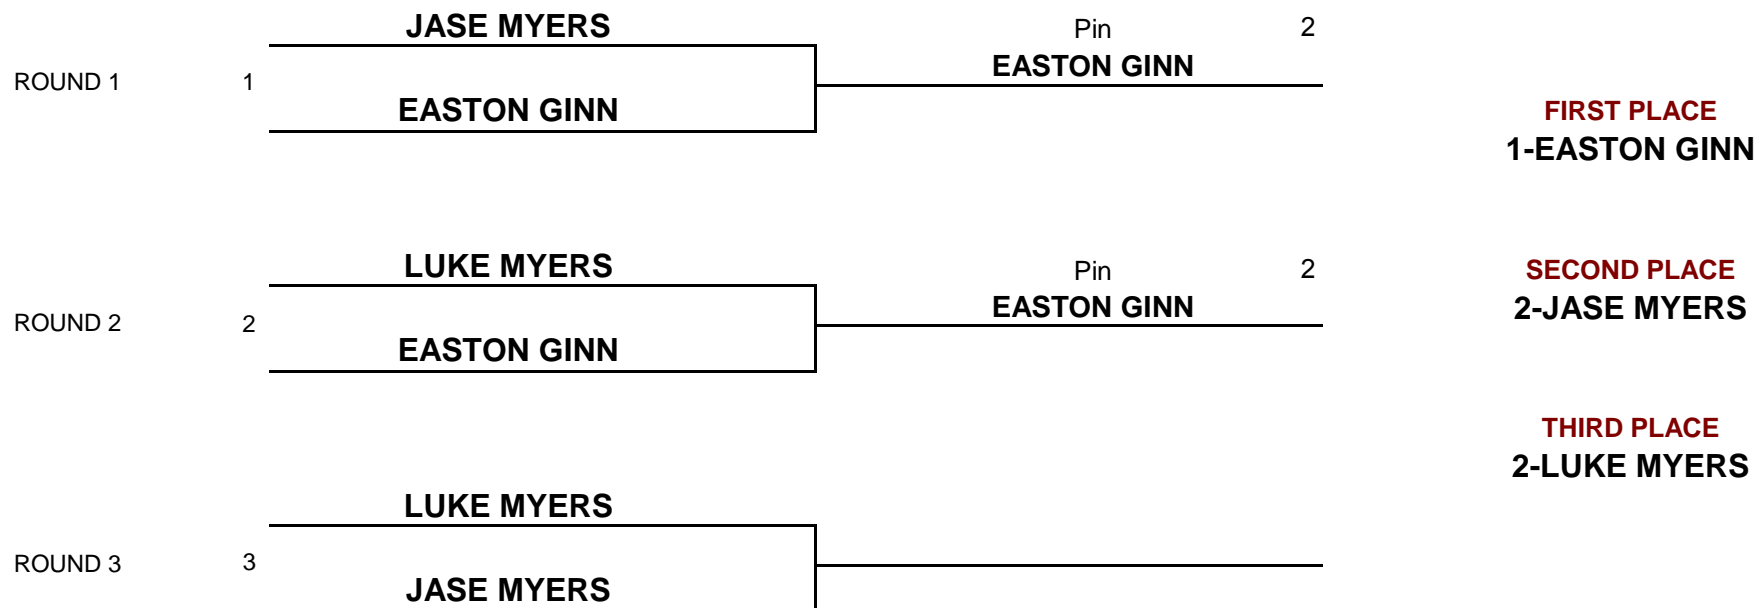 JASE MYERS
Pin 2
EASTON GINN
ROUND 1 1
EASTON GINN
FIRST PLACE
1-EASTON GINN
LUKE MYERS
Pin 2
SECOND PLACE
EASTON GINN
2-JASE MYERS
ROUND 2 2
EASTON GINN
THIRD PLACE
2-LUKE MYERS
LUKE MYERS
ROUND 3 3
JASE MYERS